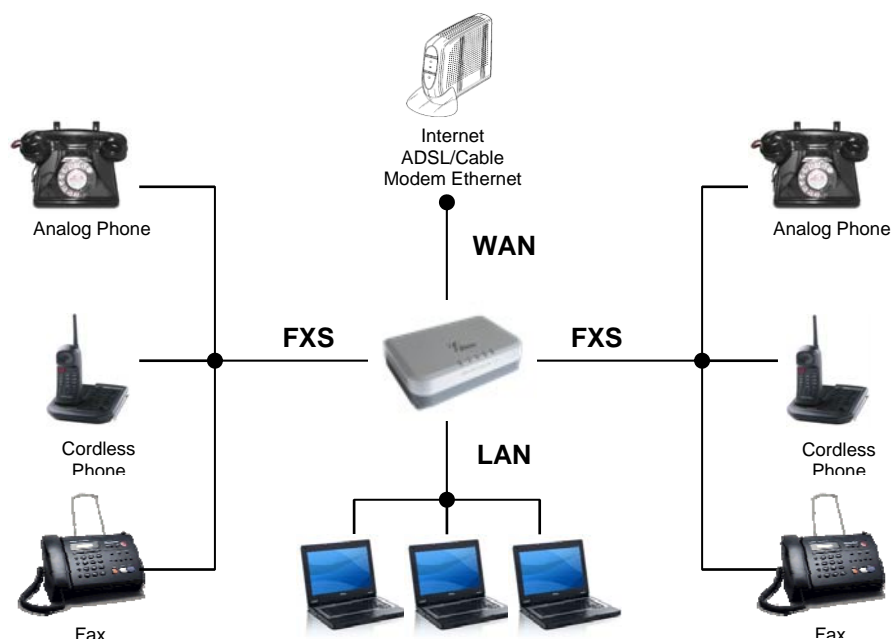 Internet
ADSL/Cable
Modem Ethernet
Analog Phone
Analog Phone
WAN
FXS
FXS
LAN
Cordless
Phone
Cordless
Phone
Fax
Fax